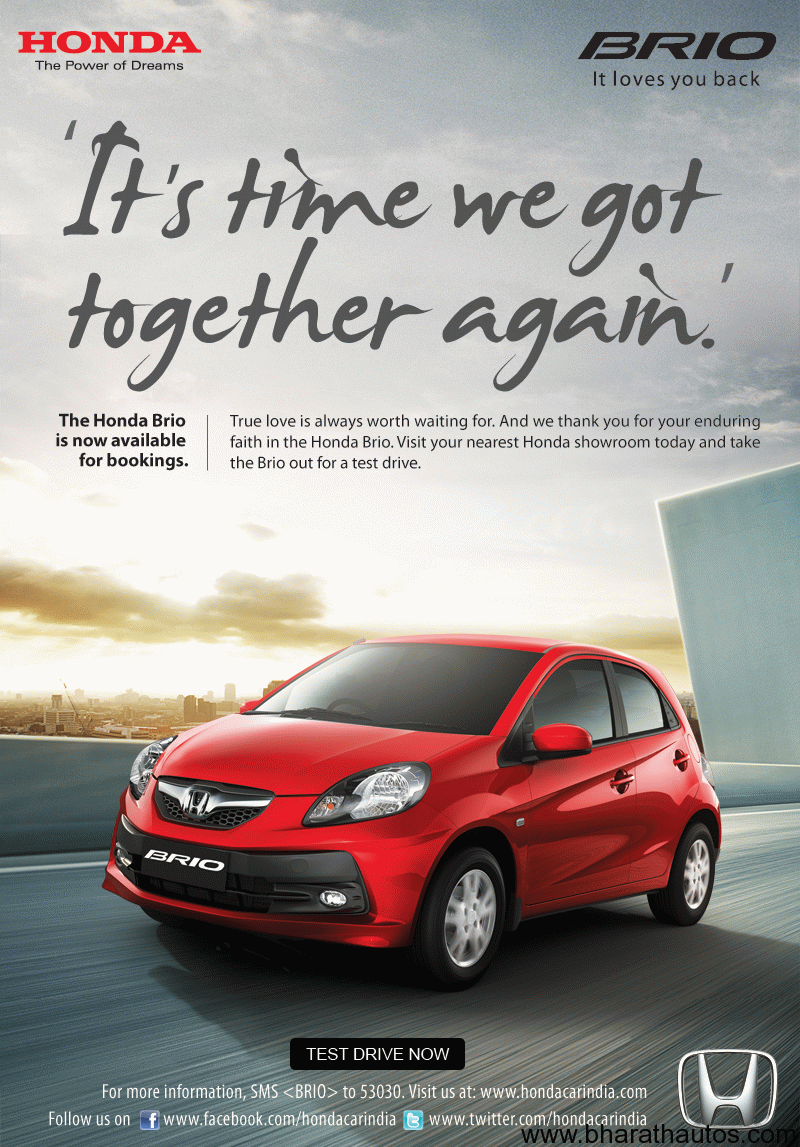 HONDA
The Power of Dreams
BRIO
It loves you back
‘It's time we got
together again.’
The Honda Brio
is now available
for bookings.
True love is always worth waiting for. And we thank you for your enduring
faith in the Honda Brio. Visit your nearest Honda showroom today and take
the Brio out for a test drive.
BRIO
TEST DRIVE NOW
For more information, SMS <BRIO> to 53030. Visit us at: www.hondacarindia.com
Follow us on f www.facebook.com/hondacarindia t www.twitter.com/hondacarindia
www.bharathautos.com